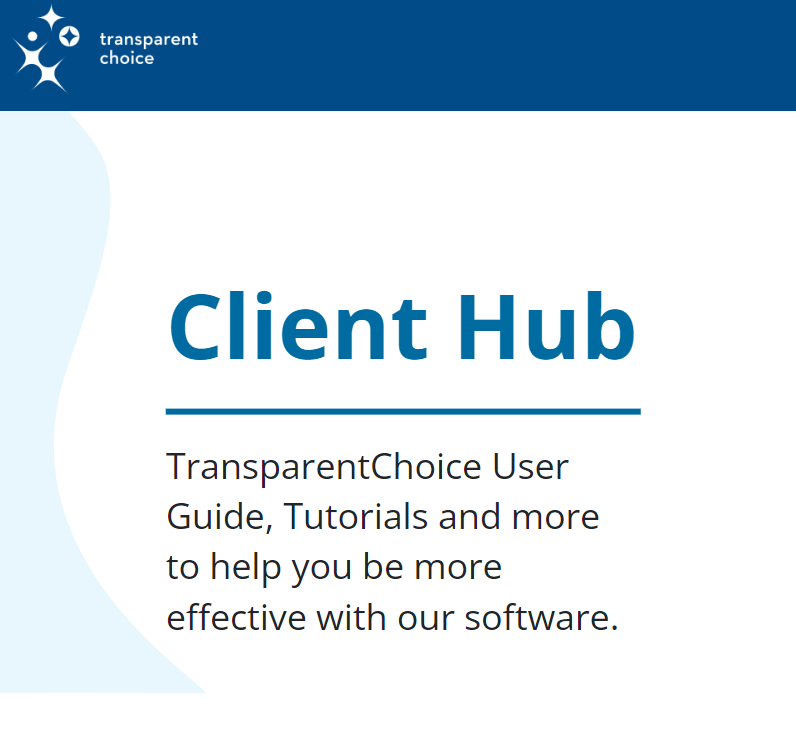 transparent
choice
Client Hub
TransparentChoice User
Guide, Tutorials and more
to help you be more
effective with our software.